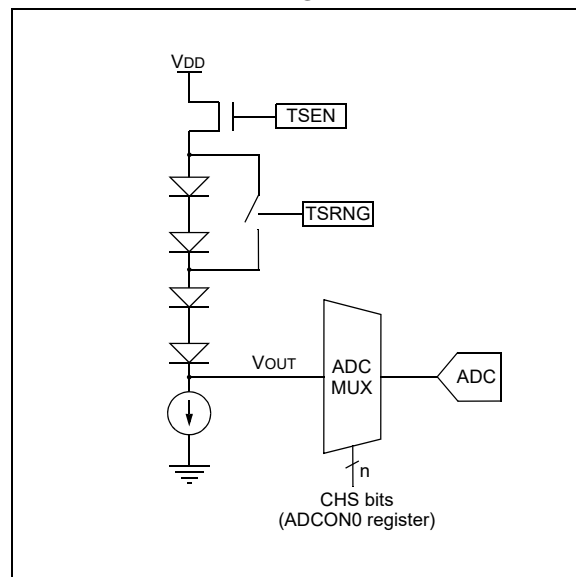 VDD
TSEN
TSRNG
VOUT
ADC
MUX
ADC
n
CHS bits
(ADCON0 register)